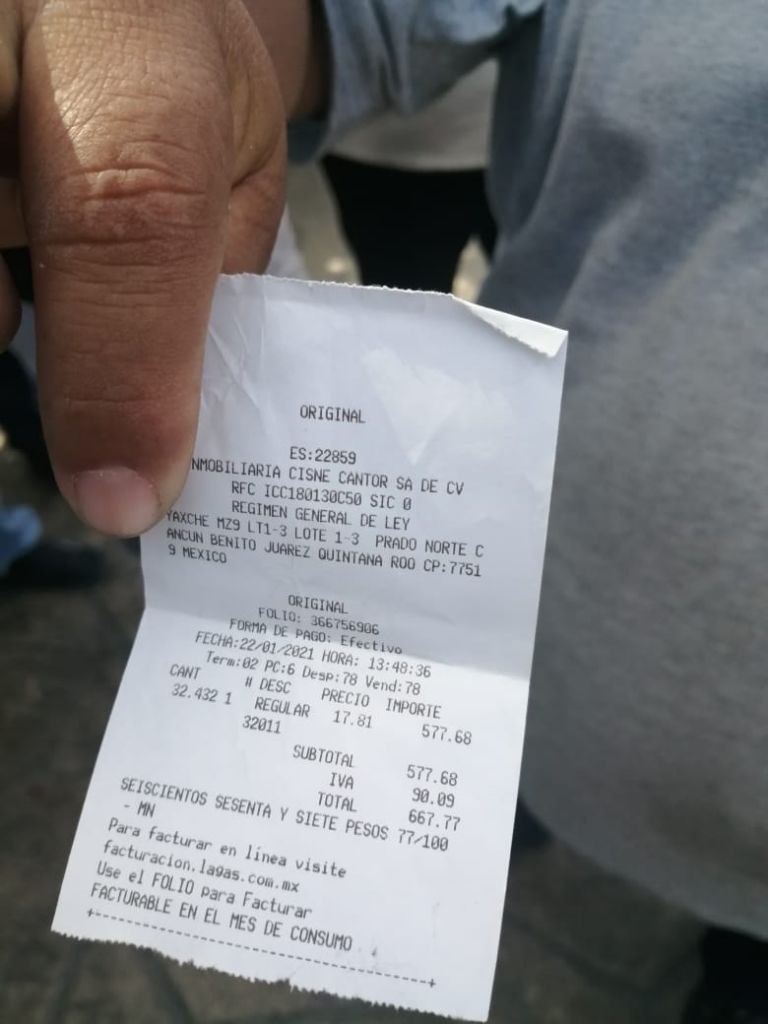 ORIGINAL
ES:22859
NMOBILIARIA CISNE CANTOR SA DE CV
RFC ICC180130C50 SIC 0
REGIMEN GENERAL DE LEY
YAXCHE MZ9 LT1-3 LOTE 1-3 PRADO NORTE C
ANCUN BENITO JUAREZ QUINTANA ROO CP:7751
9 MEXICO
ORIGINAL
FOLIO: 366756906
FORMA DE PAGO: Efectivo
FECHA:22/01/2021 HORA: 13:48:36
Term:02 PC:6 Desp:78 Vend:78
CANT # DESC PRECIO IMPORTE
32.432 1 REGULAR 17.81 577.68
32011
SUBTOTAL 577.68
IVA 90.09
TOTAL 667.77
SEISCIENTOS SESENTA Y SIETE PESOS 77/100
- MN
Para facturar en linea visite
facturacion.lagas.com.mx
Use el FOLIO para Facturar
FACTURABLE EN EL MES DE CONSUMO
+--------------------------------------+